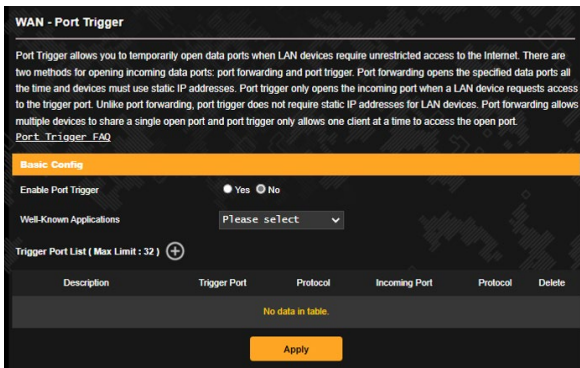 WAN - Port Trigger
Port Trigger allows you to temporarily open data ports when LAN devices require unrestricted access to the Internet. There are
two methods for opening incoming data ports: port forwarding and port trigger. Port forwarding opens the specified data ports all
the time and devices must use static IP addresses. Port trigger only opens the incoming port when a LAN device requests access
to the trigger port. Unlike port forwarding, port trigger does not require static IP addresses for LAN devices. Port forwarding allows
multiple devices to share a single open port and port trigger only allows one client at a time to access the open port.
Port Trigger FAQ
Basic Config
Enable Port Trigger Yes No
Well-Known Applications Please select
Trigger Port List ( Max Limit : 32 )
Description Trigger Port Protocol Incoming Port Protocol Delete
No data in table.
Apply